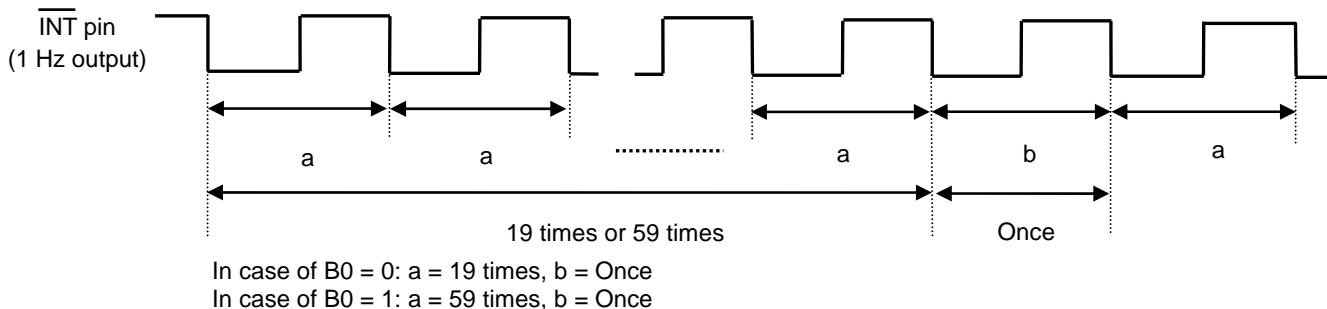 INT pin
(1 Hz output)
a
a
a
b
a
19 times or 59 times
Once
In case of B0 = 0: a = 19 times, b = Once
In case of B0 = 1: a = 59 times, b = Once